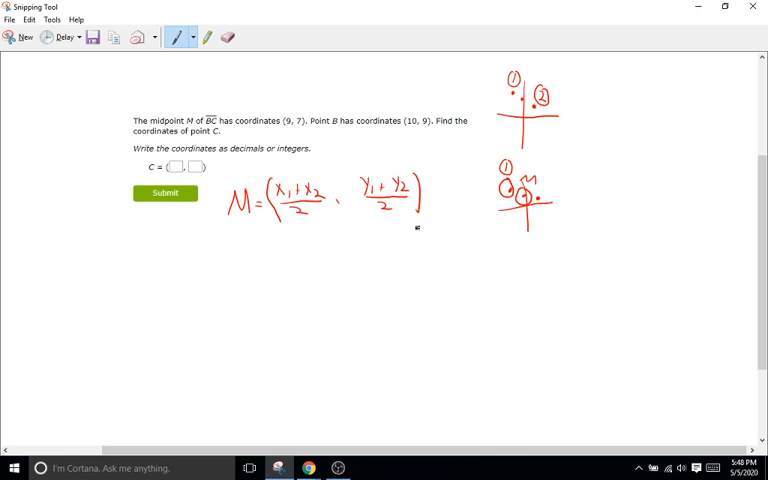 Snipping Tool
File Edit Tools Help
New Delay
The midpoint M of BC has coordinates (9, 7). Point B has coordinates (10, 9). Find the
coordinates of point C.
Write the coordinates as decimals or integers.
C = ( , )
Submit
M = (x₁ + x₂ / 2 , y₁ + y₂ / 2)
① ②
① M
I'm Cortana. Ask me anything.
5:48 PM
5/5/2020